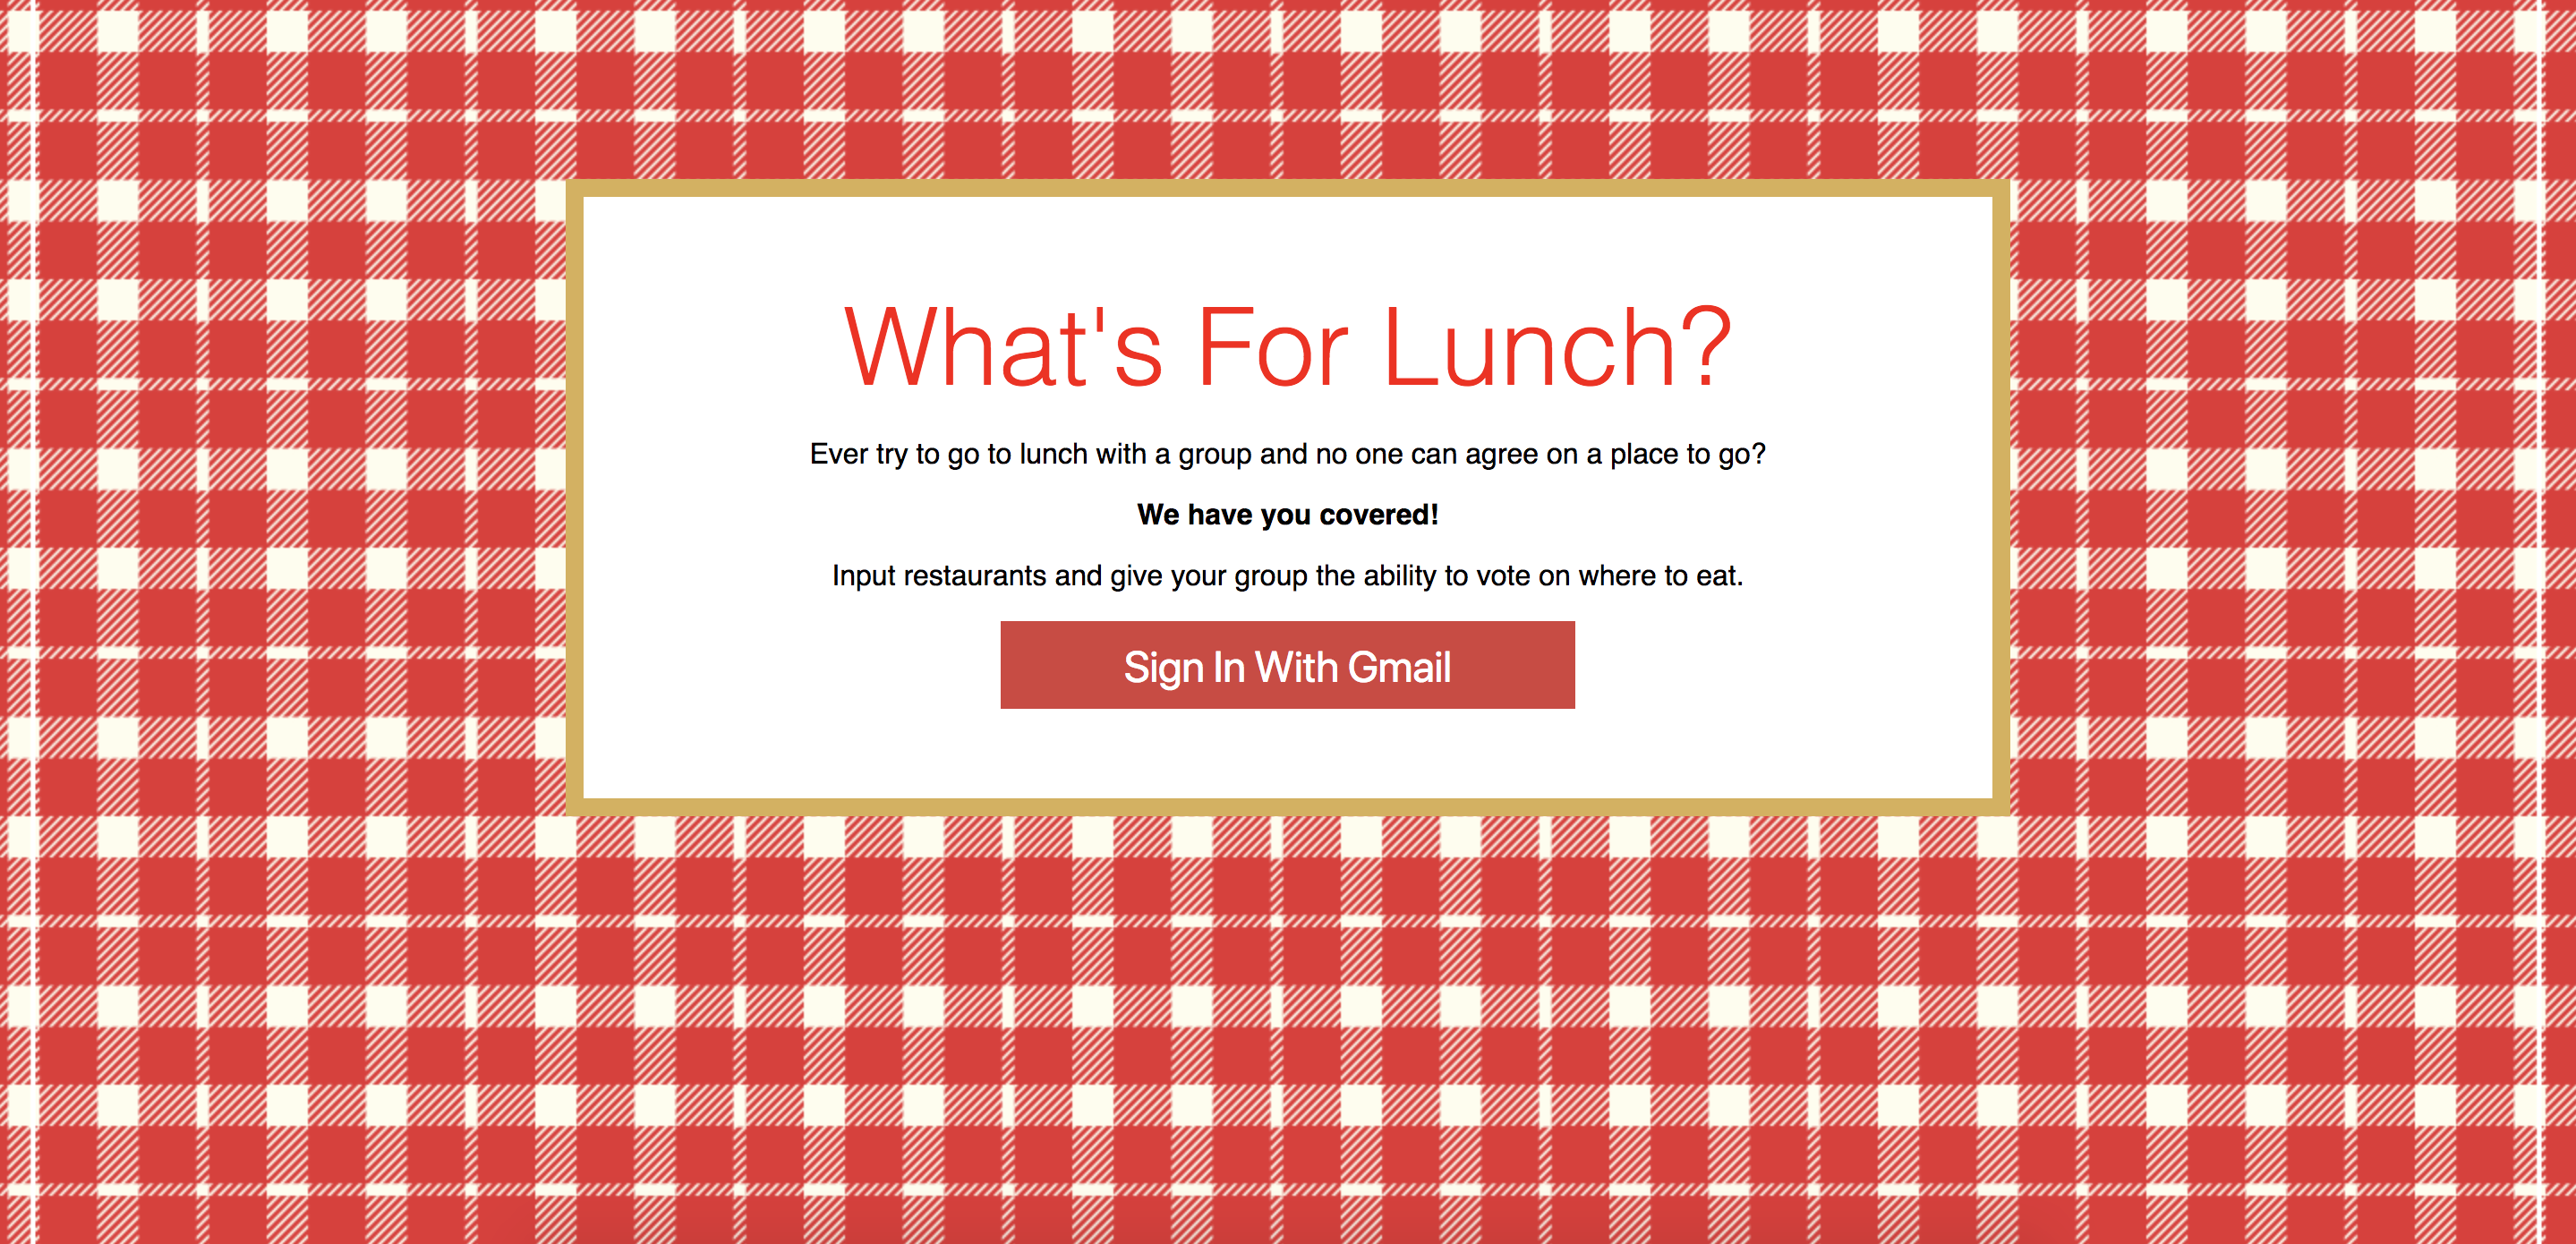 What's For Lunch?
Ever try to go to lunch with a group and no one can agree on a place to go?
We have you covered!
Input restaurants and give your group the ability to vote on where to eat.
Sign In With Gmail